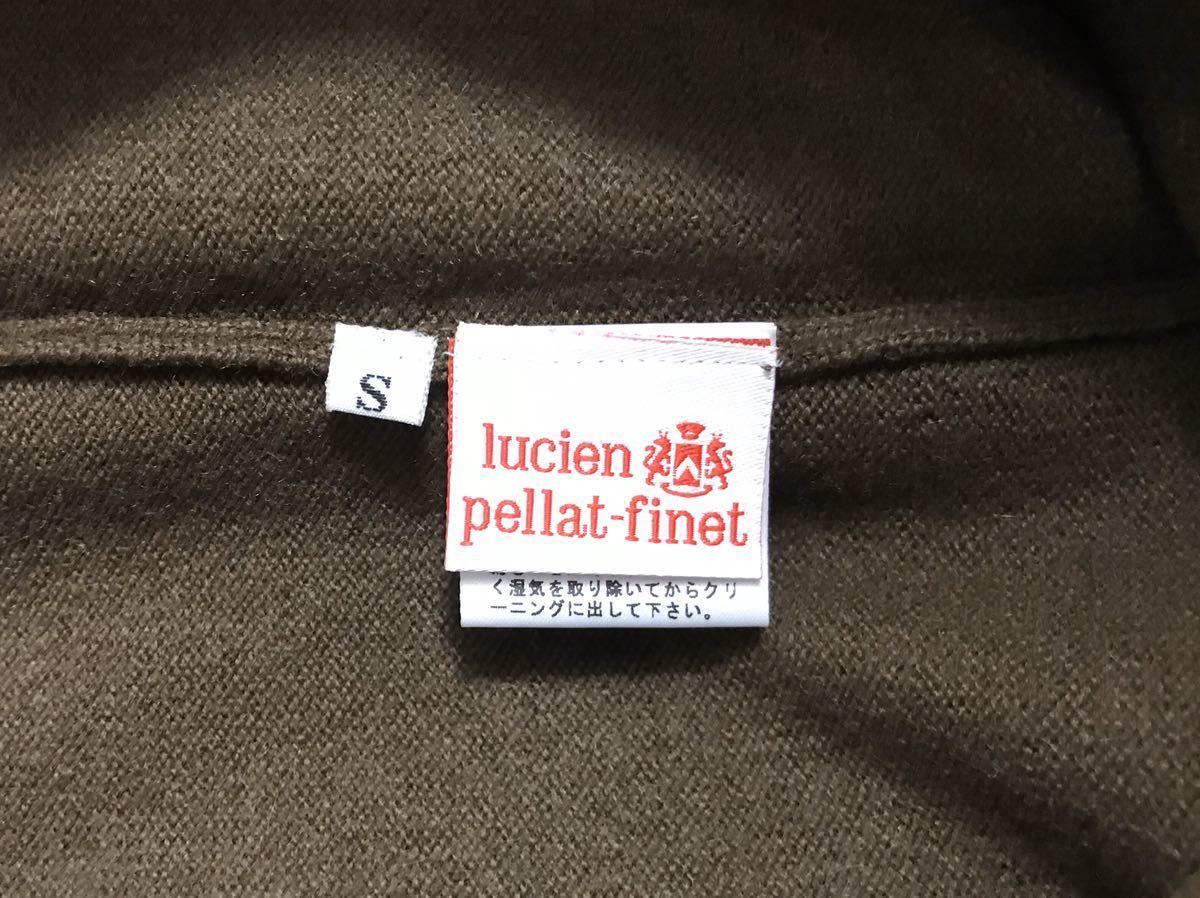 S
lucien
pellat-finet
く湿気を取り除いてからクリ
ーニングに出して下さい。